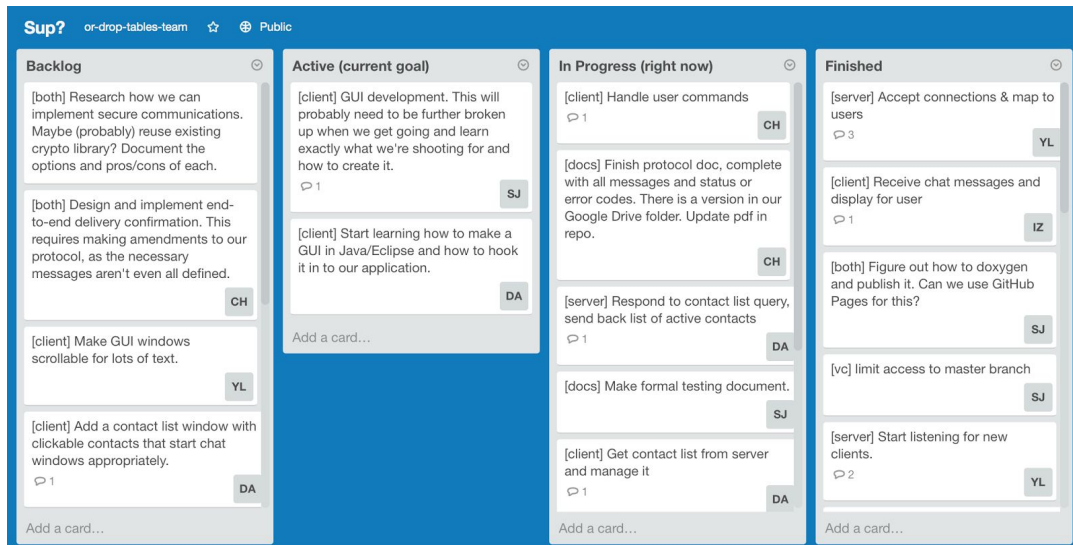 Sup? or-drop-tables-team Public
Backlog
[both] Research how we can
implement secure communications.
Maybe (probably) reuse existing
crypto library? Document the
options and pros/cons of each.
[both] Design and implement end-
to-end delivery confirmation. This
requires making amendments to our
protocol, as the necessary
messages aren't even all defined.
CH
[client] Make GUI windows
scrollable for lots of text.
YL
[client] Add a contact list window with
clickable contacts that start chat
windows appropriately.
1
DA
Add a card…
Active (current goal)
[client] GUI development. This will
probably need to be further broken
up when we get going and learn
exactly what we're shooting for and
how to create it.
1
SJ
[client] Start learning how to make a
GUI in Java/Eclipse and how to hook
it in to our application.
DA
Add a card…
In Progress (right now)
[client] Handle user commands
1
CH
[docs] Finish protocol doc, complete
with all messages and status or
error codes. There is a version in our
Google Drive folder. Update pdf in
repo.
CH
[server] Respond to contact list query,
send back list of active contacts
1
DA
[docs] Make formal testing document.
SJ
[client] Get contact list from server
and manage it
1
DA
Add a card…
Finished
[server] Accept connections & map to
users
3
YL
[client] Receive chat messages and
display for user
1
IZ
[both] Figure out how to doxygen
and publish it. Can we use GitHub
Pages for this?
SJ
[vc] limit access to master branch
SJ
[server] Start listening for new
clients.
2
YL
Add a card…